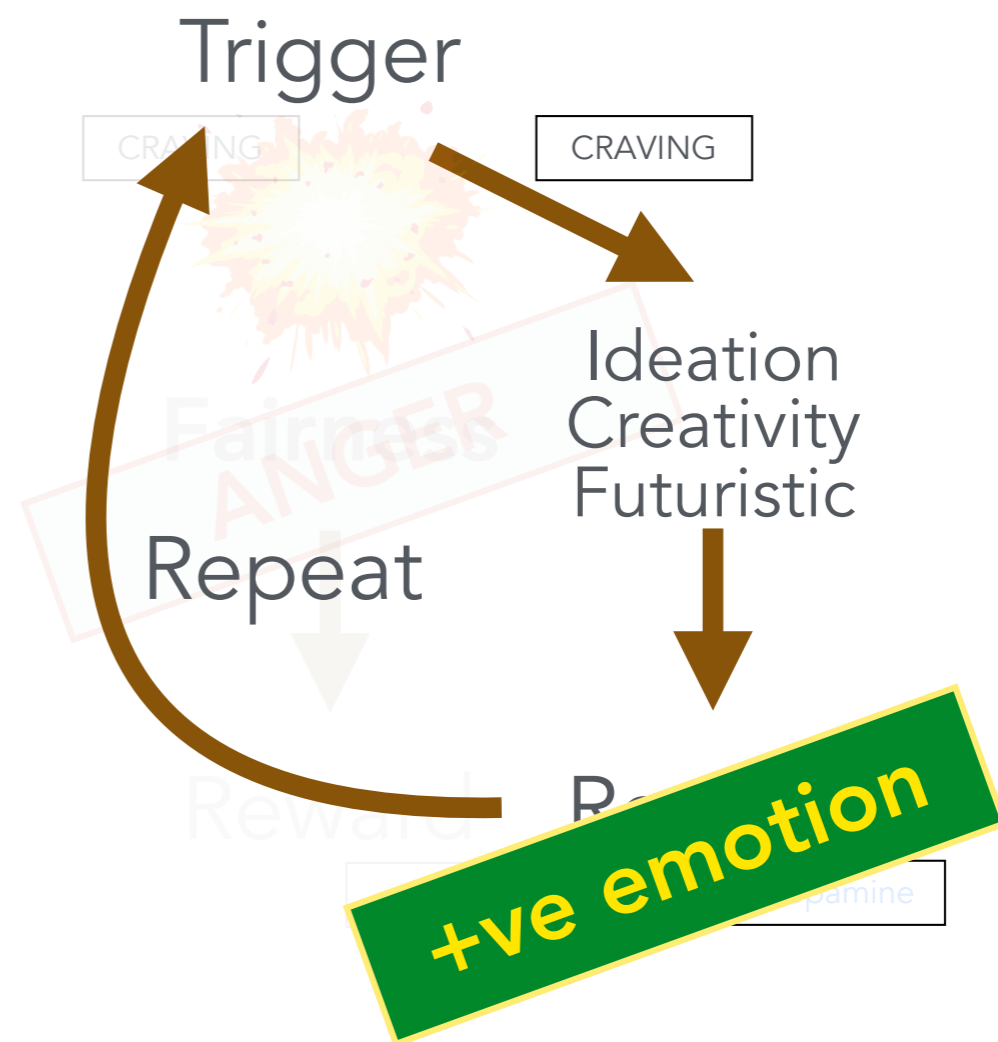 Trigger
CRAVING
CRAVING
Ideation
Creativity
Futuristic
Fairness
ANGER
Repeat
Reward
+ve emotion